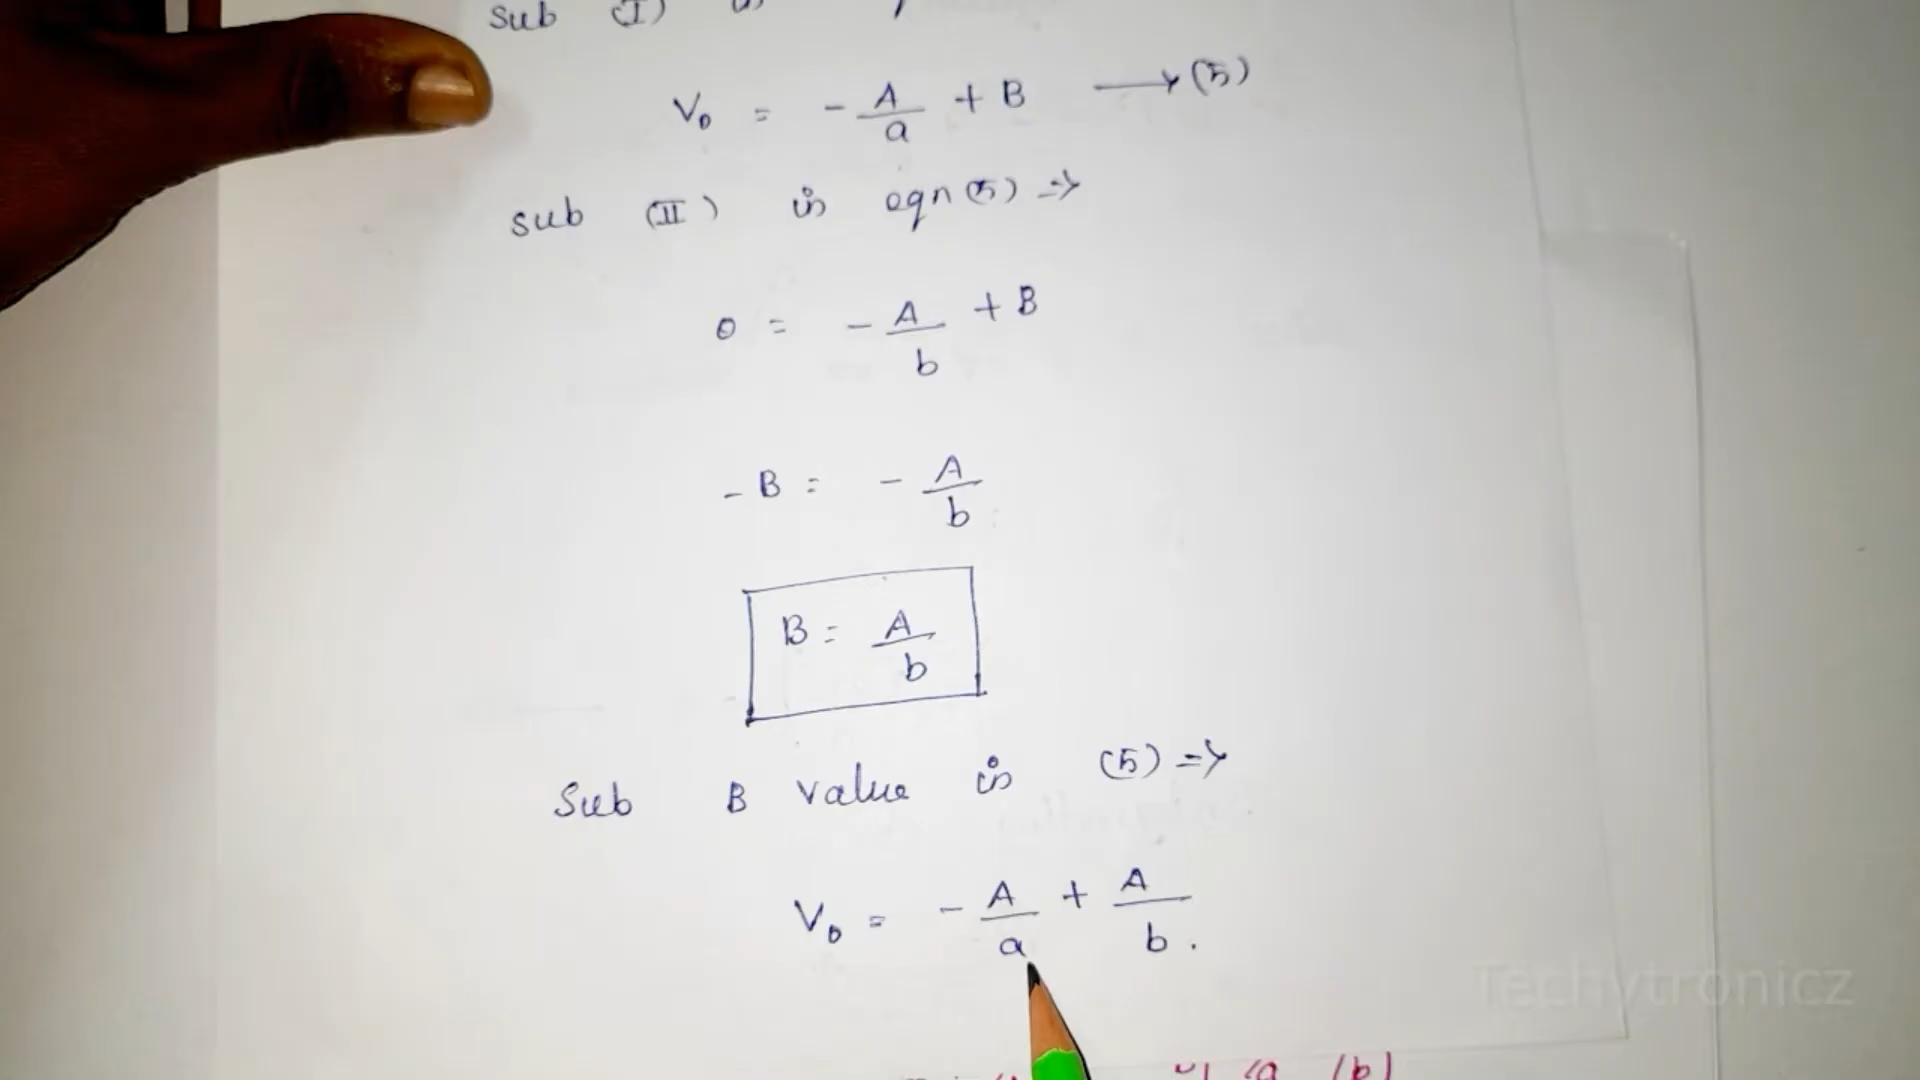 Sub (I)
V₀ = - A/a + B → (5)
Sub (II) in eqn (5) ⇒
0 = - A/b + B
- B = - A/b
B = A/b
Sub B value in (5) ⇒
V₀ = - A/a + A/b.
Techytronicz